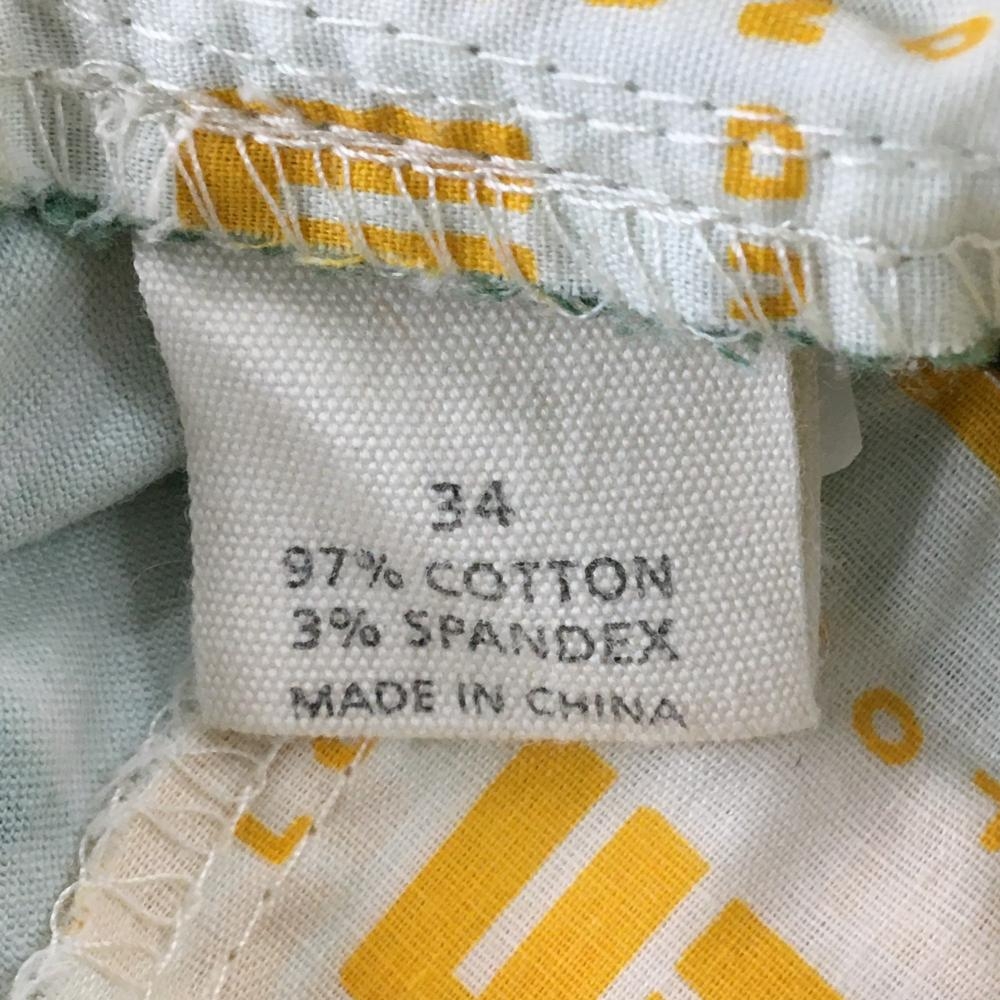 34
97% COTTON
3% SPANDEX
MADE IN CHINA